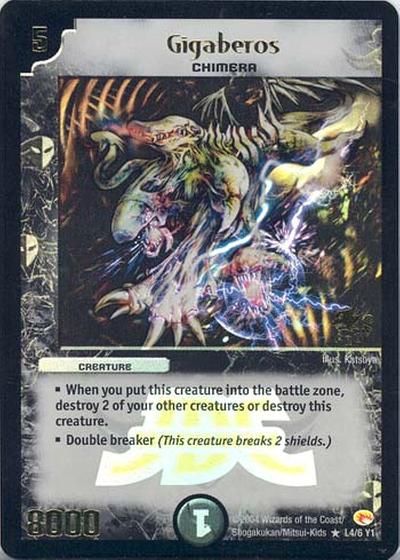 5
Gigaberos
CHIMERA
Illus. Katsuya
CREATURE
▪ When you put this creature into the battle zone,
destroy 2 of your other creatures or destroy this
creature.
▪ Double breaker (This creature breaks 2 shields.)
8000
1
©2004 Wizards of the Coast/
Shogakukan/Mitsui-Kids ★ L4/6 Y1